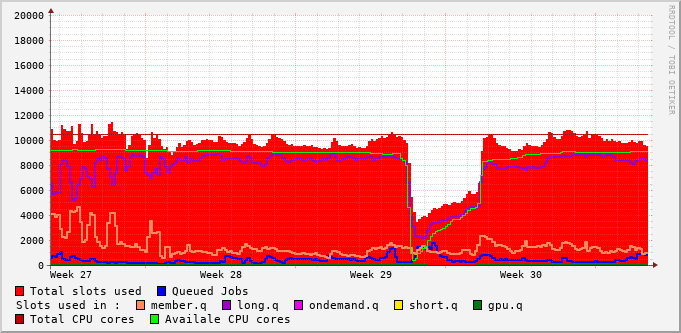 20000
18000
16000
14000
12000
10000
8000
6000
4000
2000
0
Week 27 Week 28 Week 29 Week 30
Total slots used Queued Jobs
Slots used in : member.q long.q ondemand.q short.q gpu.q
Total CPU cores Availale CPU cores
RRDTOOL / TOBI OETIKER